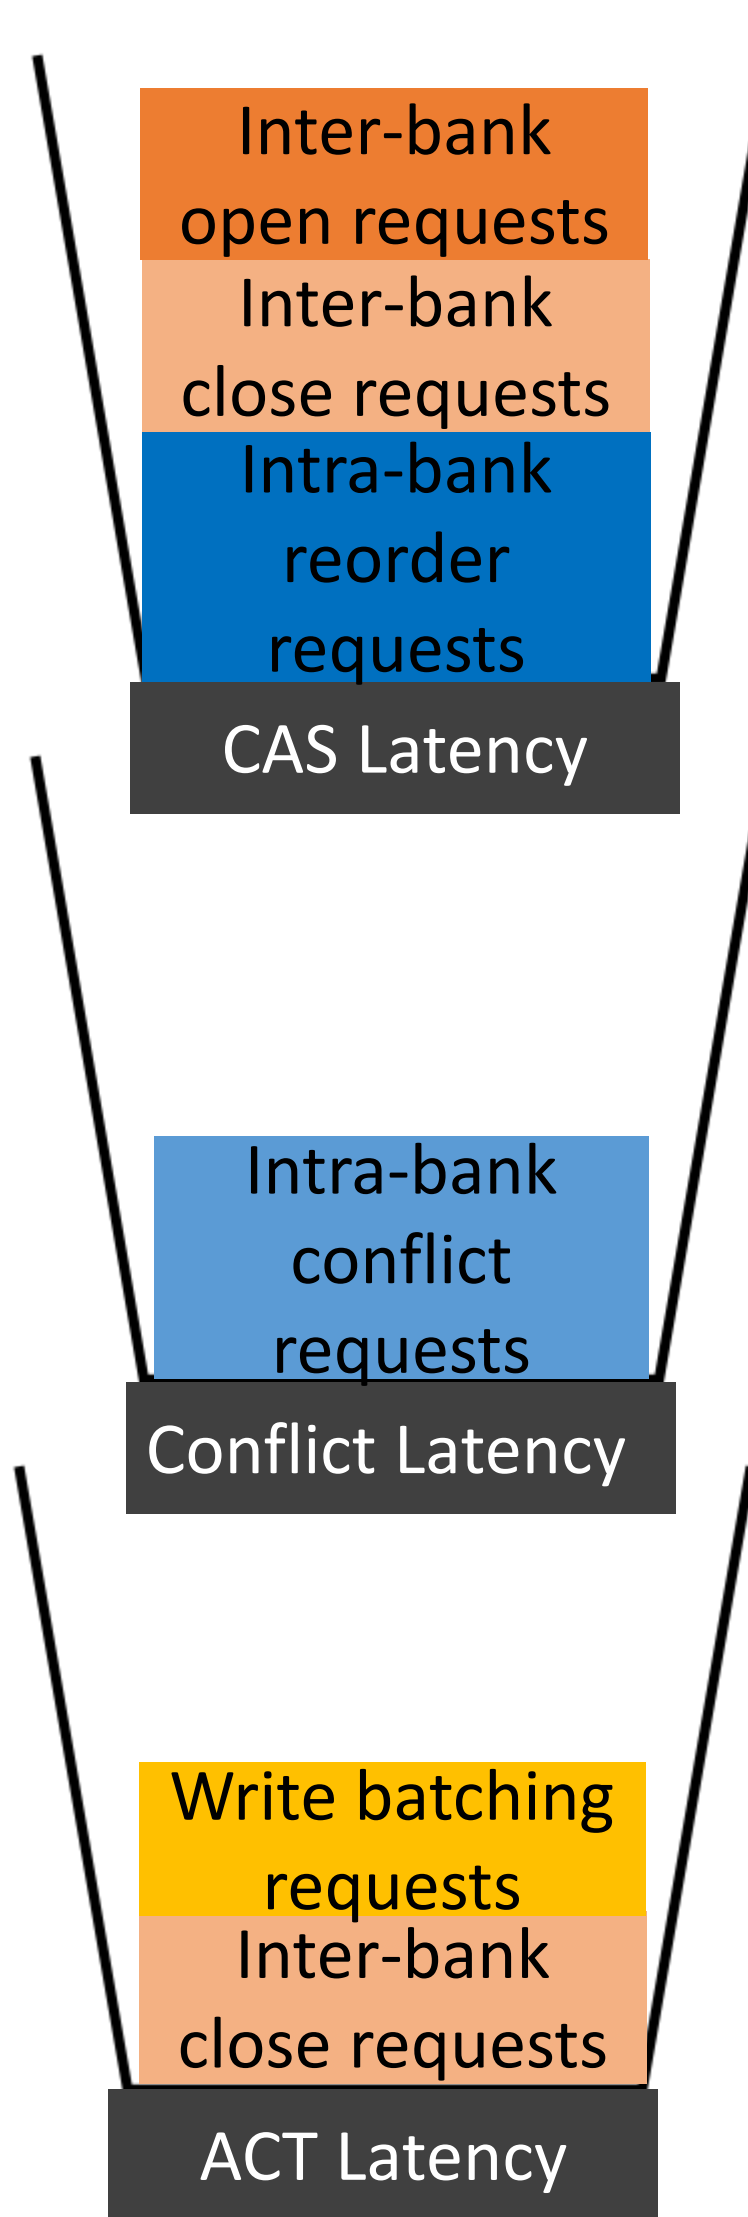 Inter-bank
open requests
Inter-bank
close requests
Intra-bank
reorder
requests
CAS Latency
Intra-bank
conflict
requests
Conflict Latency
Write batching
requests
Inter-bank
close requests
ACT Latency